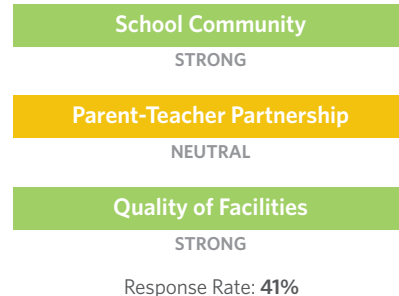 School Community
STRONG
Parent-Teacher Partnership
NEUTRAL
Quality of Facilities
STRONG
Response Rate: 41%